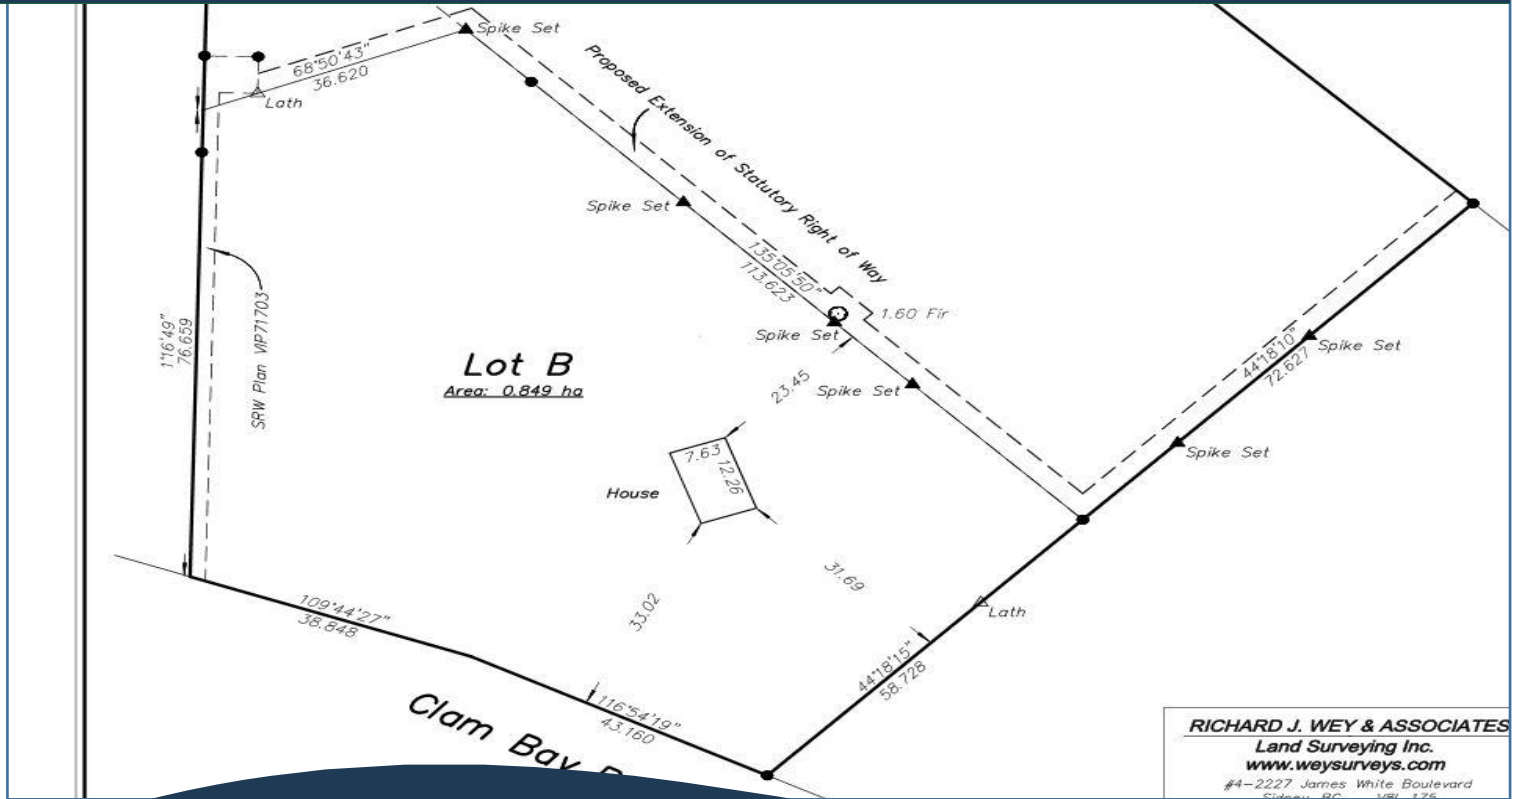 Spike Set
68°50'43"
36.620
Lath
Proposed Extension of Statutory Right of Way
Spike Set
135°05'50"
113.623
1.60 Fir
Spike Set
Spike Set
44°18'10"
72.627
Spike Set
Spike Set
1°16'49"
76.659
SRW Plan VIP71703
Lot B
Area: 0.849 ha
23.45
7.63
12.26
House
31.69
33.02
Lath
109°44'27"
38.848
44°18'15"
58.728
116°54'19"
43.160
Clam Bay
RICHARD J. WEY & ASSOCIATES
Land Surveying Inc.
www.weysurveys.com
#4-2227 James White Boulevard
Sidney, BC